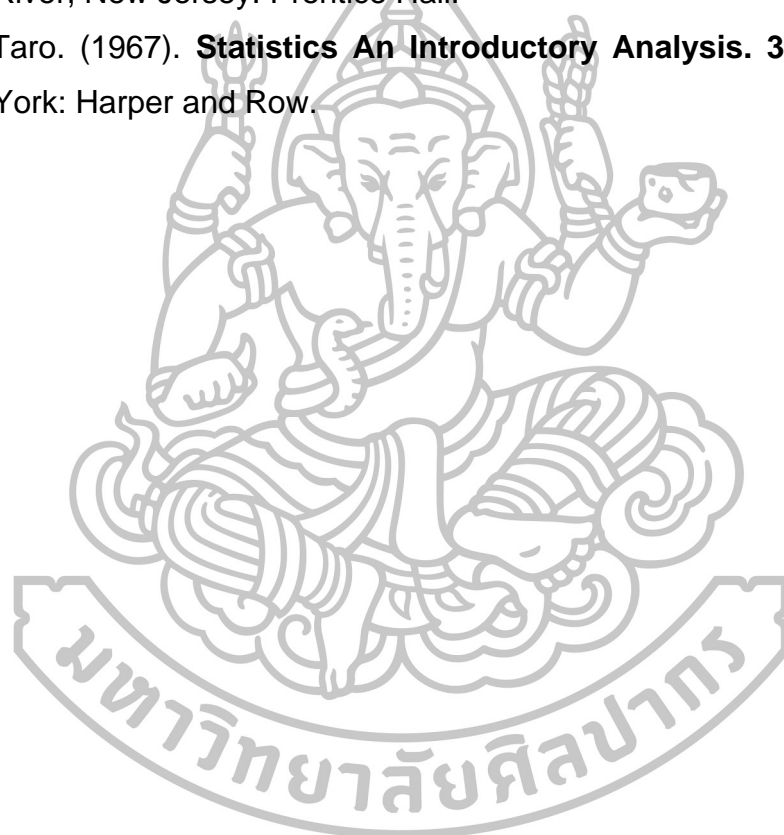 River, New Jersey: Prentice Hall.
Taro. (1967). Statistics An Introductory Analysis. 3
York: Harper and Row.
มหาวิทยาลัยศิลปากร